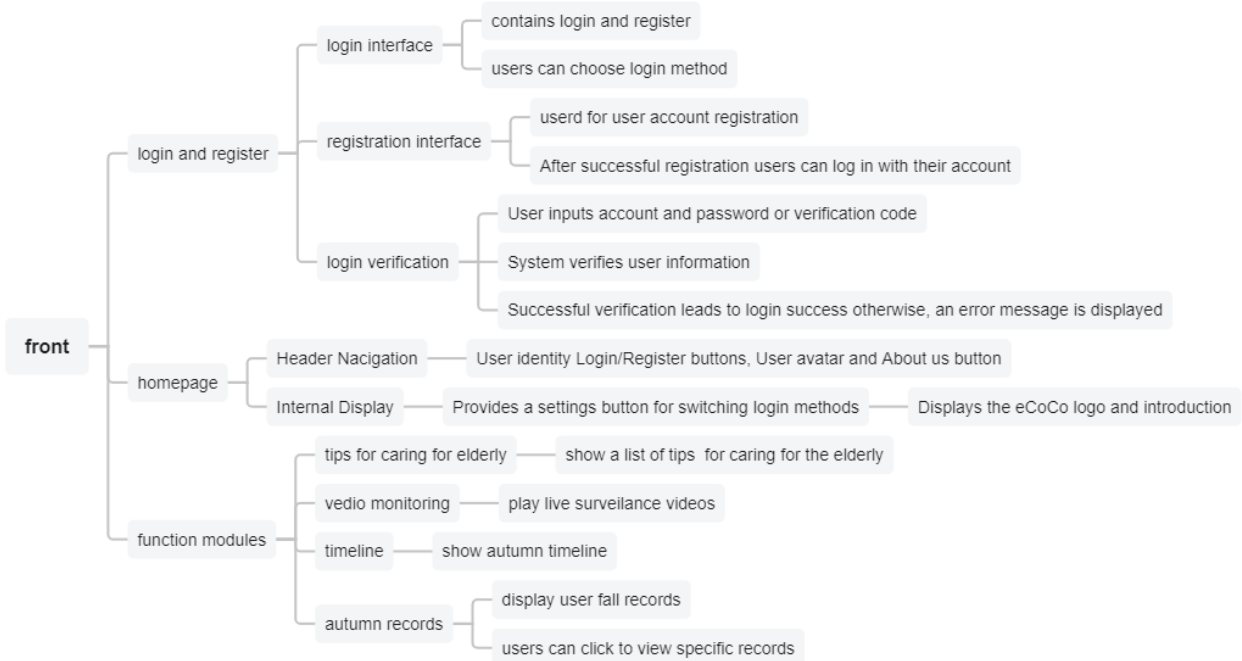 front
login and register
login interface
contains login and register
users can choose login method
registration interface
userd for user account registration
After successful registration users can log in with their account
login verification
User inputs account and password or verification code
System verifies user information
Successful verification leads to login success otherwise, an error message is displayed
homepage
Header Nacigation
User identity Login/Register buttons, User avatar and About us button
Internal Display
Provides a settings button for switching login methods
Displays the eCoCo logo and introduction
function modules
tips for caring for elderly
show a list of tips for caring for the elderly
vedio monitoring
play live surveilance videos
timeline
show autumn timeline
autumn records
display user fall records
users can click to view specific records